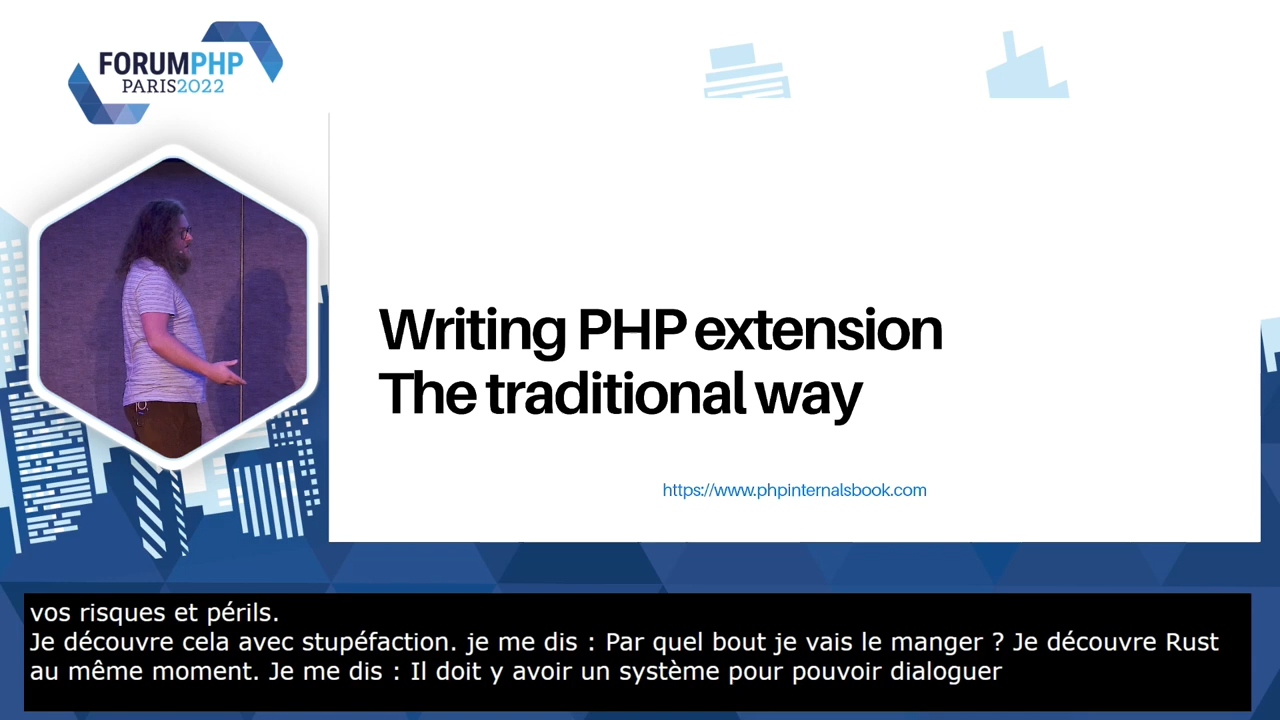 FORUMPHP
PARIS2022
Writing PHP extension
The traditional way
https://www.phpinternalsbook.com
vos risques et périls.
Je découvre cela avec stupéfaction. je me dis : Par quel bout je vais le manger ? Je découvre Rust
au même moment. Je me dis : Il doit y avoir un système pour pouvoir dialoguer